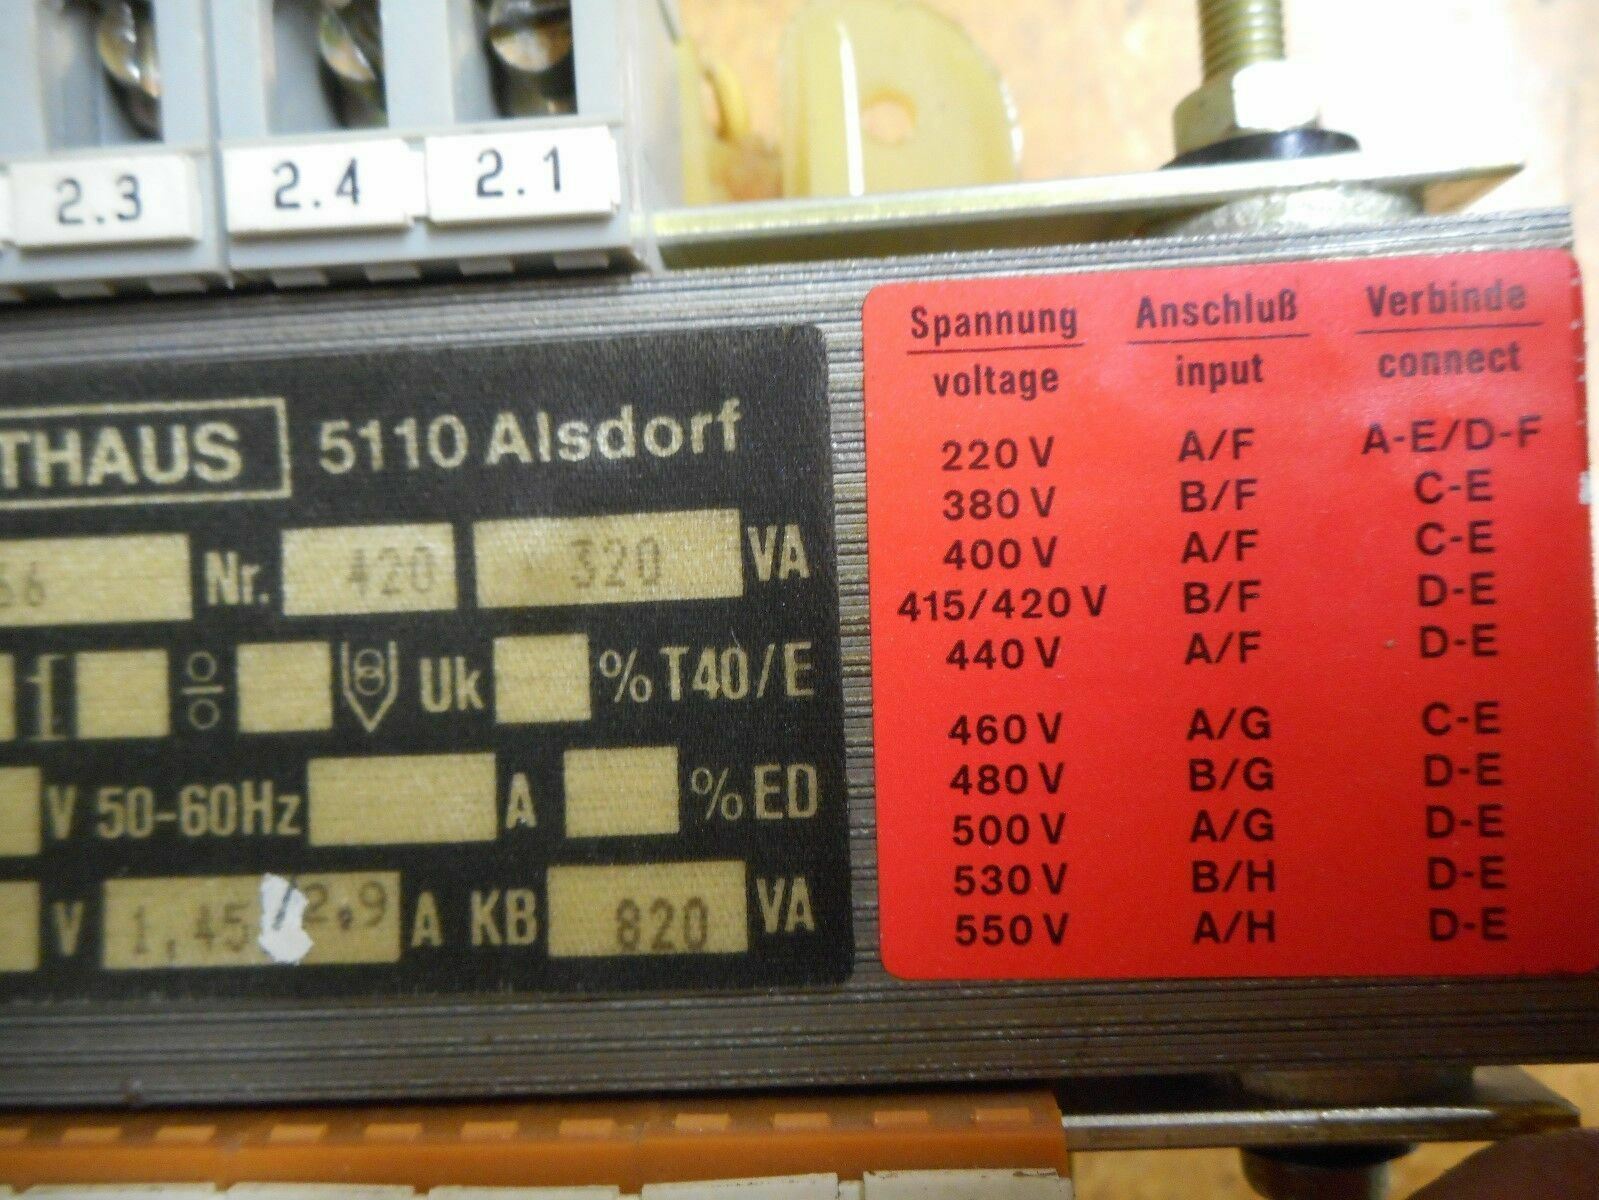 2.3
2.4
2.1
THAUS 5110 Alsdorf
66 Nr. 420 320 VA
Uk % T40/E
V 50-60Hz A % ED
V 1,45/2,9 A KB 820 VA
Spannung Anschluß Verbinde
voltage input connect
220 V A/F A-E/D-F
380 V B/F C-E
400 V A/F C-E
415/420 V B/F D-E
440 V A/F D-E
460 V A/G C-E
480 V B/G D-E
500 V A/G D-E
530 V B/H D-E
550 V A/H D-E